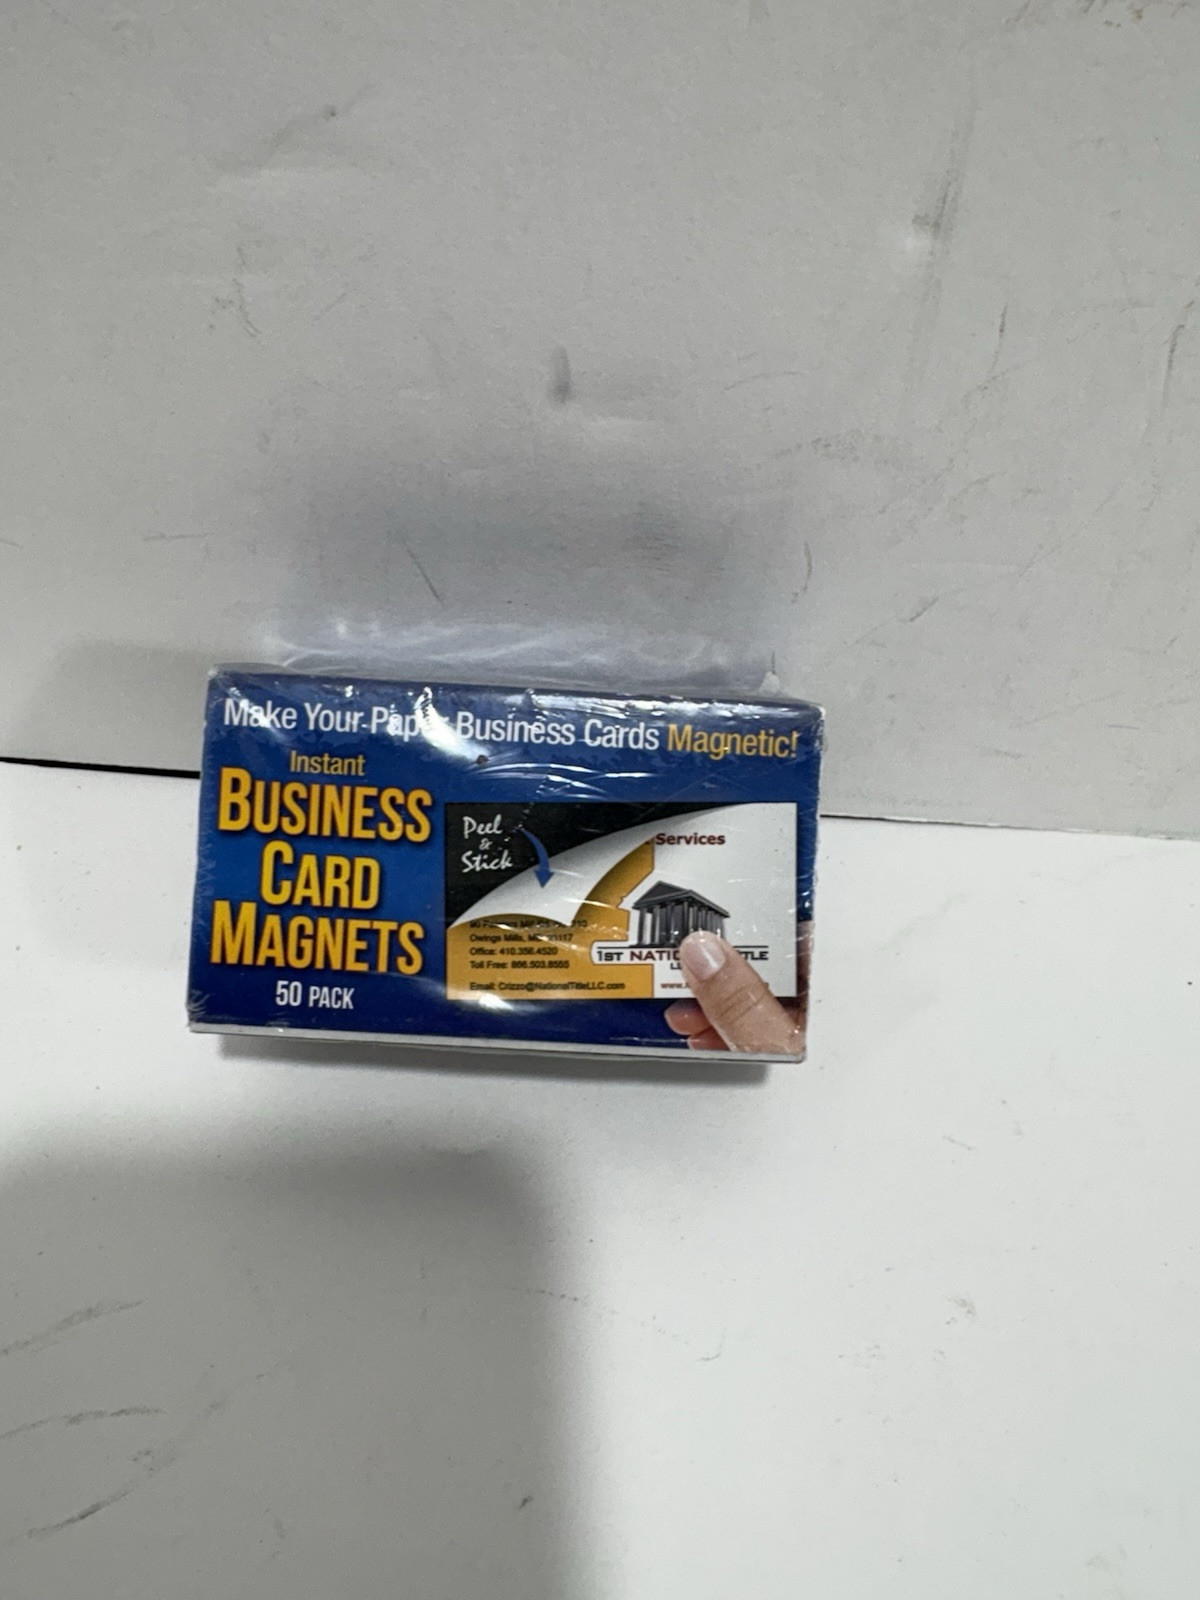 Make Your Paper Business Cards Magnetic!
Instant
BUSINESS
CARD
MAGNETS
50 PACK
Peel
&
Stick
Services
Owings Mills,
Office: 410.356.4520
Toll Free: 866.503.8555
Email: Crizzo@NationalTitleLLC.com
1ST
www.